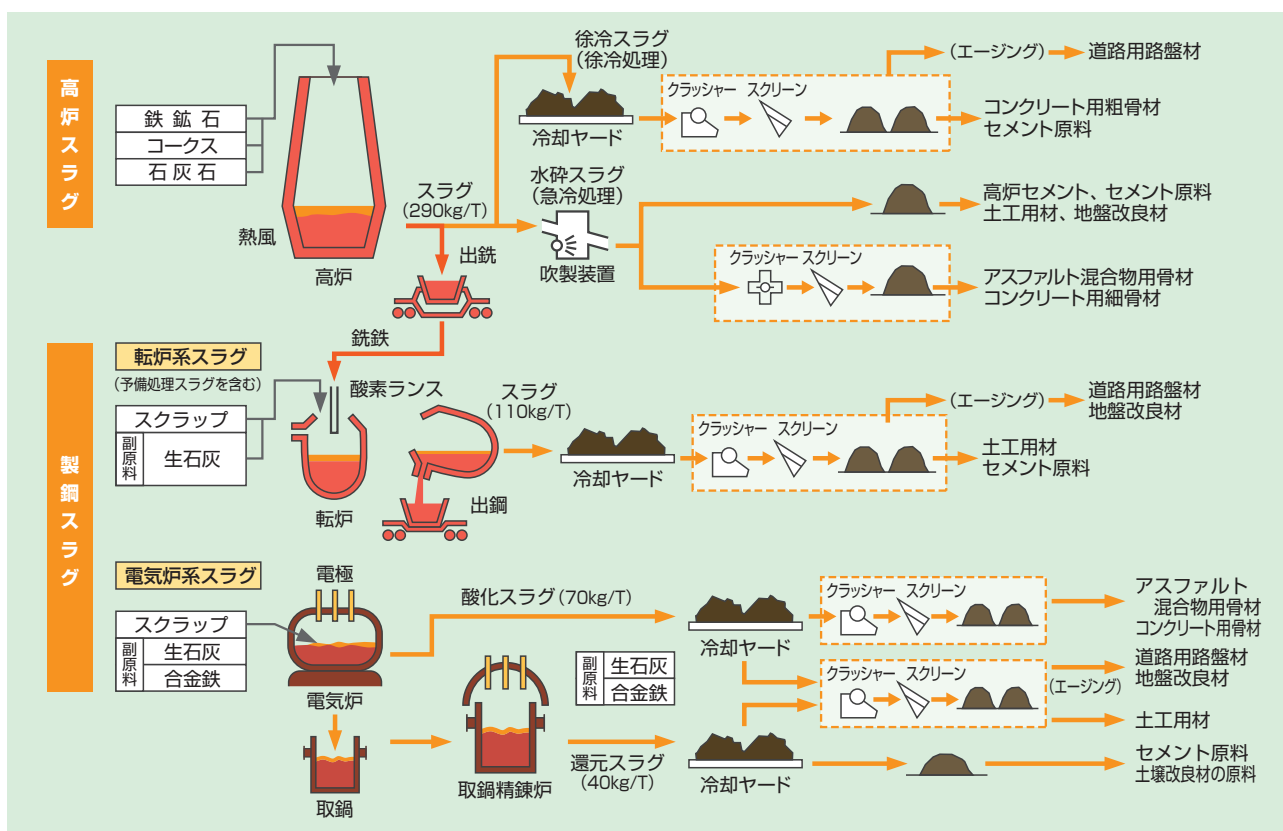 高炉スラグ
鉄鉱石
コークス
石灰石
熱風
高炉
スラグ
(290kg/T)
出銑
銑鉄
徐冷スラグ
(徐冷処理)
冷却ヤード
クラッシャー スクリーン
(エージング)
道路用路盤材
コンクリート用粗骨材
セメント原料
水砕スラグ
(急冷処理)
吹製装置
高炉セメント、セメント原料
土工用材、地盤改良材
クラッシャー スクリーン
アスファルト混合物用骨材
コンクリート用細骨材
製鋼スラグ
転炉系スラグ
(予備処理スラグを含む)
スクラップ
副原料
生石灰
酸素ランス
転炉
スラグ
(110kg/T)
出鋼
冷却ヤード
クラッシャー スクリーン
(エージング)
道路用路盤材
地盤改良材
土工用材
セメント原料
電気炉系スラグ
スクラップ
副原料
生石灰
合金鉄
電極
電気炉
取鍋
酸化スラグ(70kg/T)
取鍋精錬炉
副原料
生石灰
合金鉄
還元スラグ
(40kg/T)
冷却ヤード
冷却ヤード
クラッシャー スクリーン
アスファルト
混合物用骨材
コンクリート用骨材
クラッシャー スクリーン
(エージング)
道路用路盤材
地盤改良材
土工用材
セメント原料
土壌改良材の原料